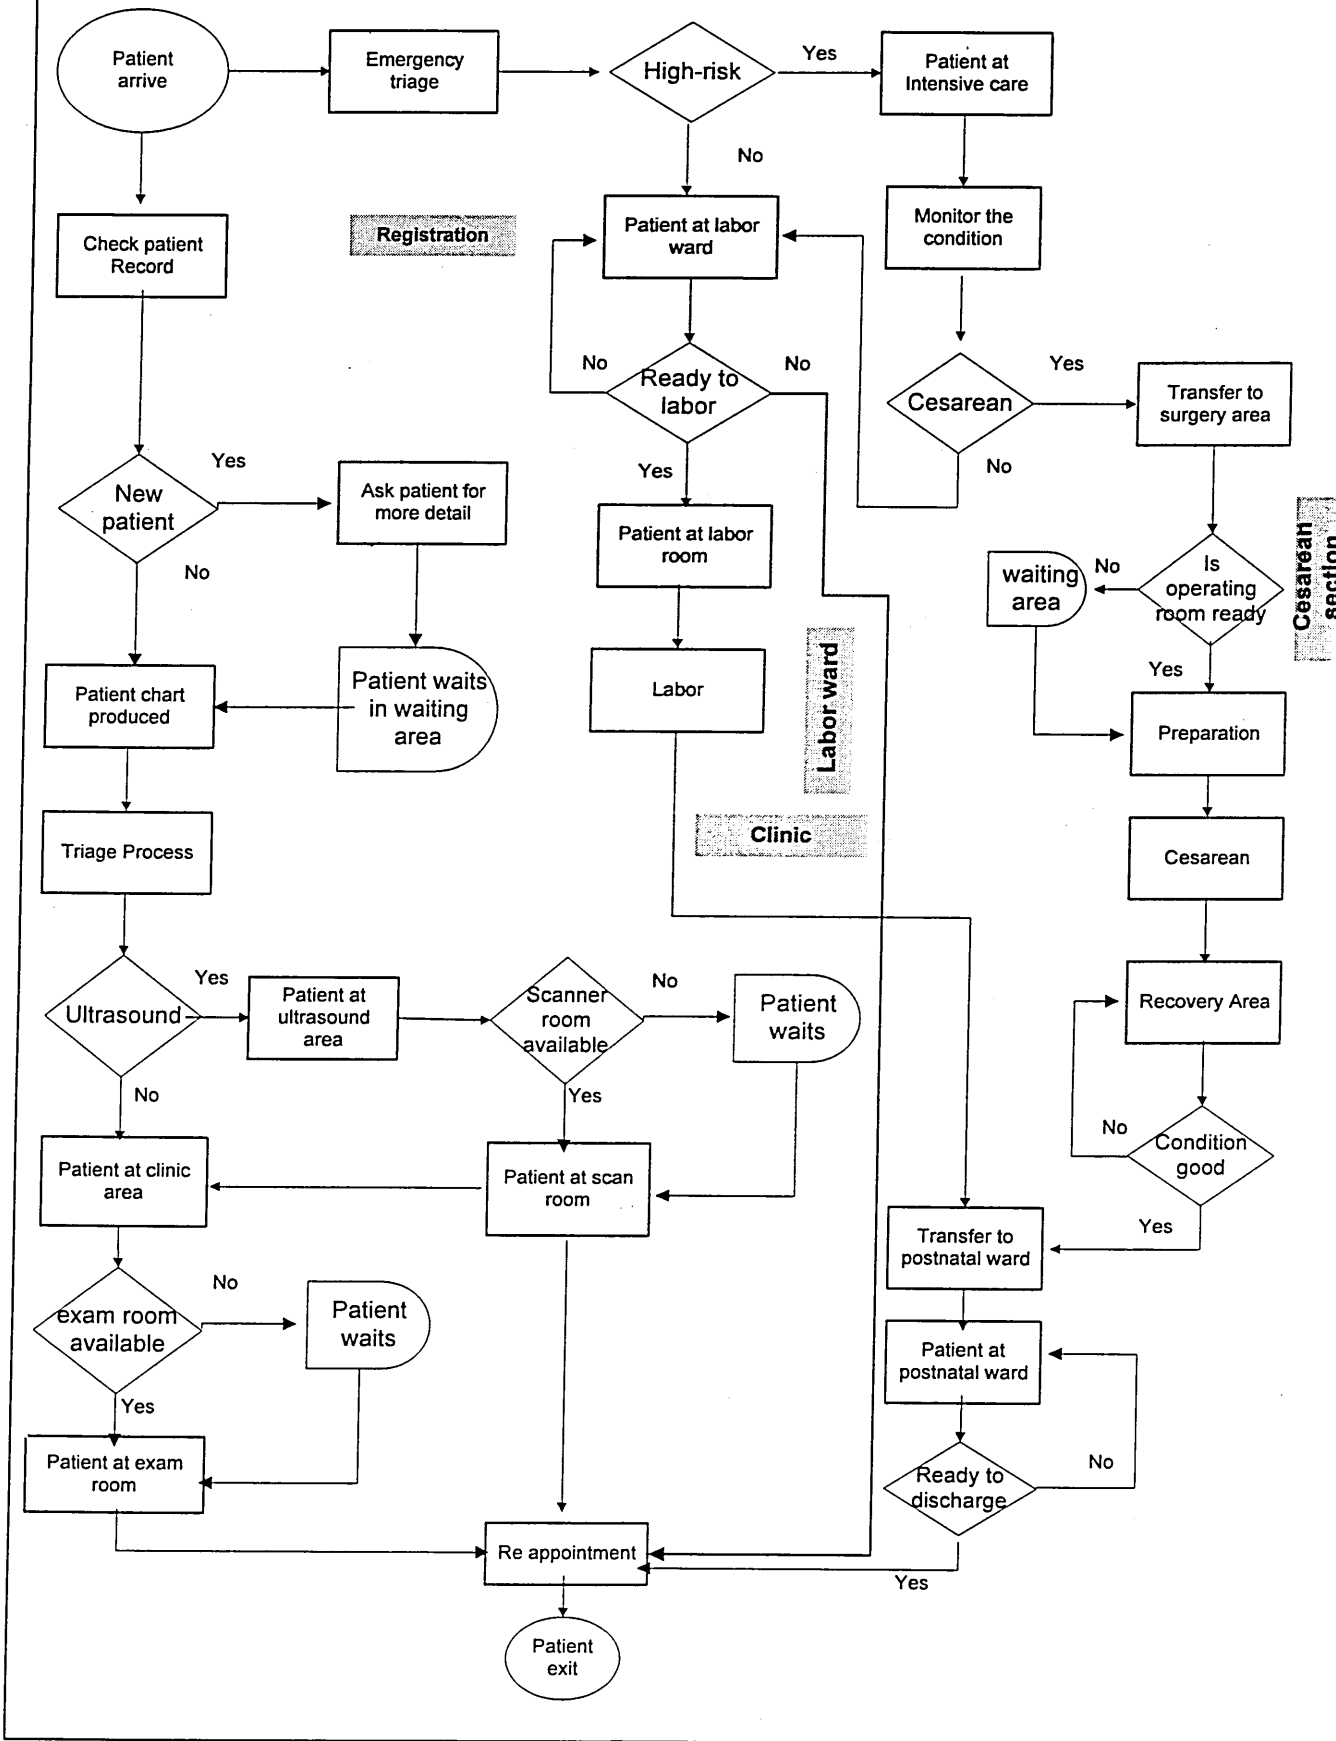 Patient
arrive
Emergency
triage
High-risk
Yes
Patient at
Intensive care
No
Check patient
Record
Registration
Patient at labor
ward
Monitor the
condition
No
Ready to
labor
No
Cesarean
Yes
Transfer to
surgery area
No
New
patient
Yes
Ask patient for
more detail
Yes
Patient at labor
room
No
waiting
area
No
Is
operating
room ready
Cesarean
section
Yes
Patient chart
produced
Patient waits
in waiting
area
Labor
Labor ward
Preparation
Clinic
Triage Process
Cesarean
Ultrasound
Yes
Patient at
ultrasound
area
Scanner
room
available
No
Patient
waits
Recovery Area
No
Yes
No
Condition
good
Patient at clinic
area
Patient at scan
room
Yes
Transfer to
postnatal ward
exam room
available
No
Patient
waits
Patient at
postnatal ward
Yes
Patient at exam
room
Ready to
discharge
No
Re appointment
Yes
Patient
exit